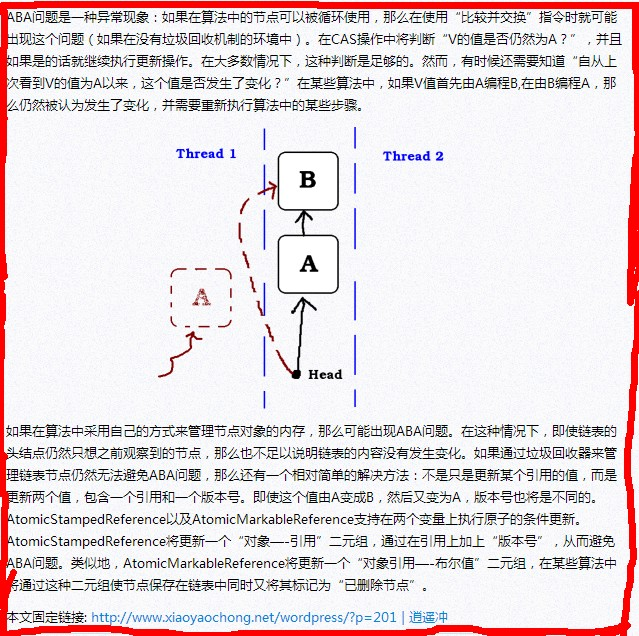 ABA问题是一种异常现象：如果在算法中的节点可以被循环使用，那么在使用“比较并交换”指令时就可能
出现这个问题（如果在没有垃圾回收机制的环境中）。在CAS操作中将判断“V的值是否仍然为A？”，并且
如果是的话就继续执行更新操作。在大多数情况下，这种判断是足够的。然而，有时候还需要知道“自从上
次看到V的值为A以来，这个值是否发生了变化？”在某些算法中，如果V值首先由A编程B,在由B编程A，那
么仍然被认为发生了变化，并需要重新执行算法中的某些步骤。
Thread 1
Thread 2
B
A
A
Head
如果在算法中采用自己的方式来管理节点对象的内存，那么可能出现ABA问题。在这种情况下，即使链表的
头结点仍然只想之前观察到的节点，那么也不足以说明链表的内容没有发生变化。如果通过垃圾回收器来管
理链表节点仍然无法避免ABA问题，那么还有一个相对简单的解决方法：不是只是更新某个引用的值，而是
更新两个值，包含一个引用和一个版本号。即使这个值由A变成B，然后又变为A，版本号也将是不同的。
AtomicStampedReference以及AtomicMarkableReference支持在两个变量上执行原子的条件更新。
AtomicStampedReference将更新一个“对象—-引用”二元组，通过在引用上加上“版本号”，从而避免
ABA问题。类似地，AtomicMarkableReference将更新一个“对象引用—-布尔值”二元组，在某些算法中
将通过这种二元组使节点保存在链表中同时又将其标记为“已删除节点”。
本文固定链接: http://www.xiaoyaochong.net/wordpress/?p=201 | 逍遥冲